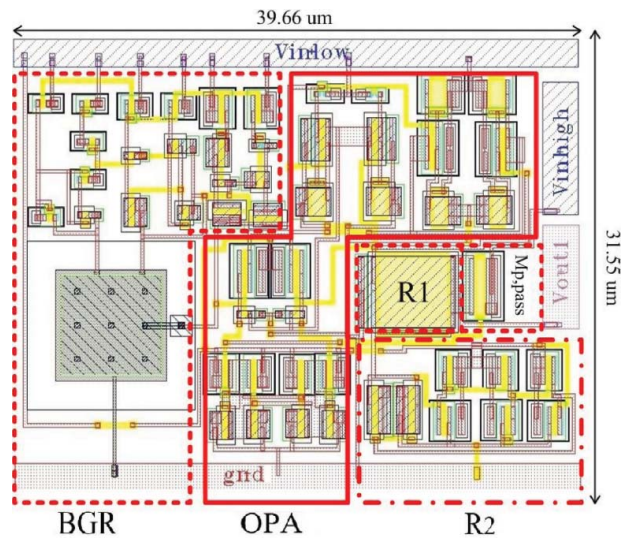 39.66 um
Vinlow
Vinhigh
31.55 um
Mp,pass
Vout1
R1
gnd
BGR
OPA
R2